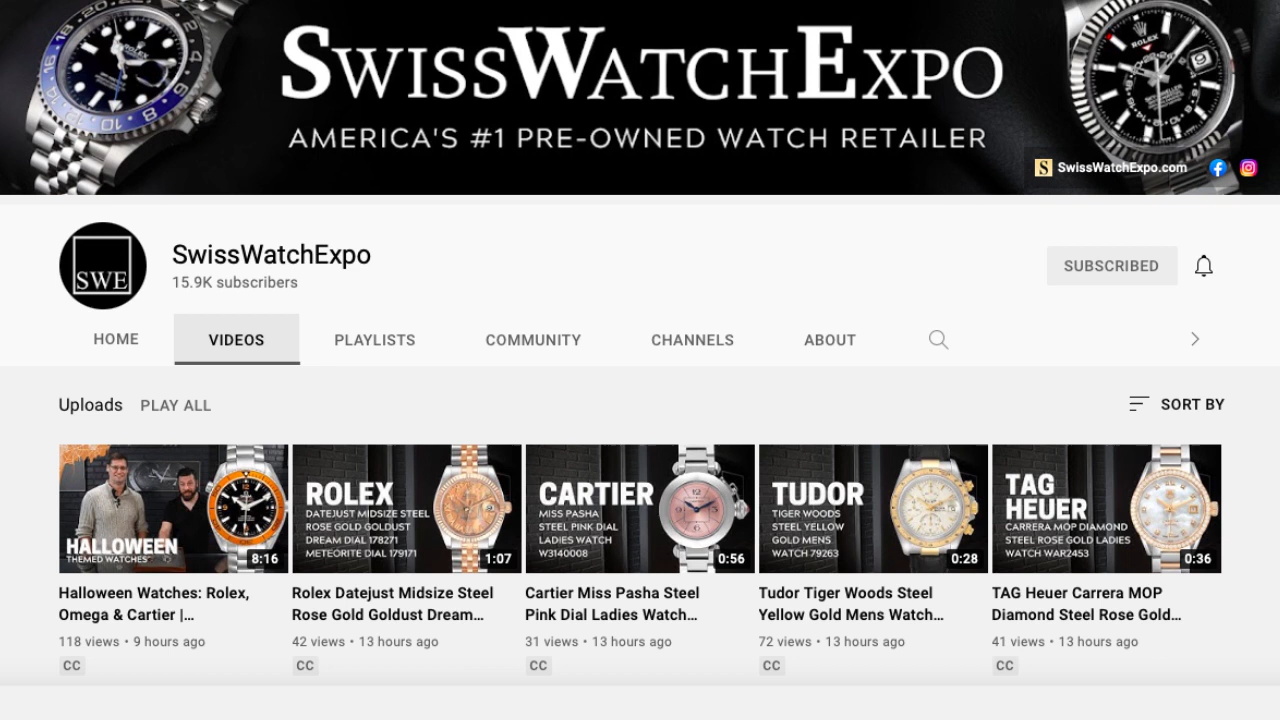 SWISSWATCHEXPO
AMERICA'S #1 PRE-OWNED WATCH RETAILER
S SwissWatchExpo.com
ROLEX
ROLEX
SWE
SwissWatchExpo
15.9K subscribers
SUBSCRIBED
HOME VIDEOS PLAYLISTS COMMUNITY CHANNELS ABOUT
Uploads PLAY ALL
SORT BY
HALLOWEEN
THEMED WATCHES
8:16
Halloween Watches: Rolex,
Omega & Cartier |...
118 views • 9 hours ago
CC
ROLEX
DATEJUST MIDSIZE STEEL
ROSE GOLD GOLDUST
DREAM DIAL 178271
METEORITE DIAL 179171
1:07
Rolex Datejust Midsize Steel
Rose Gold Goldust Dream...
42 views • 13 hours ago
CC
CARTIER
MISS PASHA
STEEL PINK DIAL
LADIES WATCH
W3140008
0:56
Cartier Miss Pasha Steel
Pink Dial Ladies Watch...
31 views • 13 hours ago
CC
TUDOR
TIGER WOODS
STEEL YELLOW
GOLD MENS
WATCH 79263
0:28
Tudor Tiger Woods Steel
Yellow Gold Mens Watch...
72 views • 13 hours ago
CC
TAG
HEUER
CARRERA MOP DIAMOND
STEEL ROSE GOLD LADIES
WATCH WAR2453
0:36
TAG Heuer Carrera MOP
Diamond Steel Rose Gold...
41 views • 13 hours ago
CC